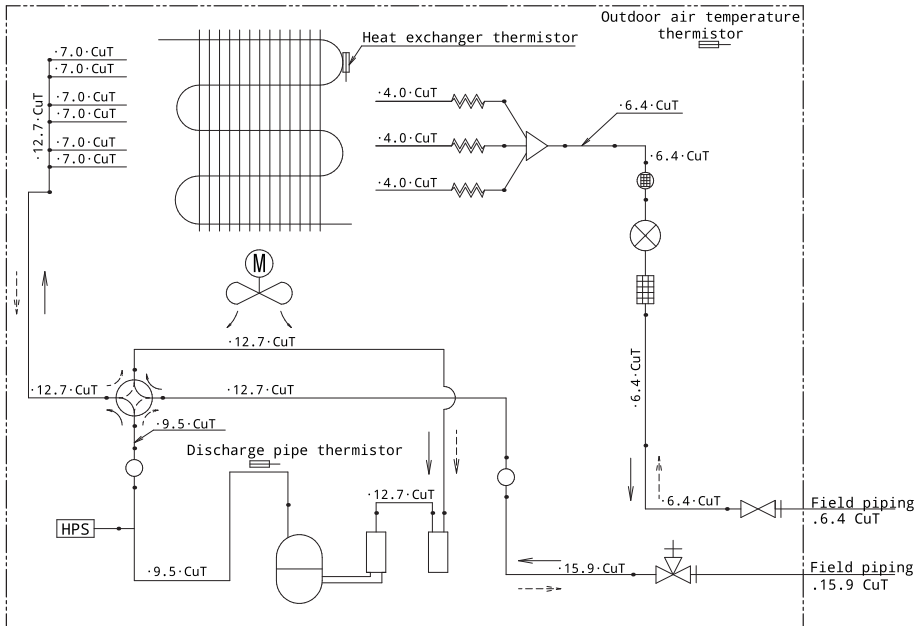 Outdoor air temperature
thermistor
Heat exchanger thermistor
·7.0·CuT
·7.0·CuT
·7.0·CuT
·7.0·CuT
·7.0·CuT
·7.0·CuT
·12.7·CuT
·4.0·CuT
·4.0·CuT
·4.0·CuT
·6.4·CuT
·6.4·CuT
M
·12.7·CuT
·12.7·CuT
·12.7·CuT
·6.4·CuT
·9.5·CuT
Discharge pipe thermistor
·12.7·CuT
·6.4·CuT
Field piping
.6.4 CuT
HPS
·9.5·CuT
·15.9·CuT
Field piping
.15.9 CuT